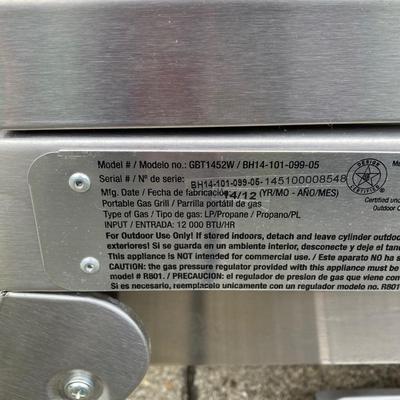 Model # / Modelo no.: GBT1452W / BH14-101-099-05
Serial # / Nº de serie: BH14-101-099-05-145100008548
Mfg. Date / Fecha de fabricación: 14/12 (YR/MO - AÑO/MES)
Portable Gas Grill / Parrilla portátil de gas
Type of Gas / Tipo de gas: LP/Propane / Propano/PL
INPUT / ENTRADA: 12 000 BTU/HR
For Outdoor Use Only! If stored indoors, detach and leave cylinder outdoo
exteriores! Si se guarda en un ambiente interior, desconecte y deje el tan
This appliance is NOT intended for commercial use. / Este aparato NO ha s
CAUTION: the gas pressure regulator provided with this appliance must be
model # R801. / PRECAUCIÓN: el regulador de presion de gas que viene con
Si es necesario, reemplacelo unicamente con un regulador modelo no. R801
DESIGN
CERTIFIED
Certified und
Outdoor C